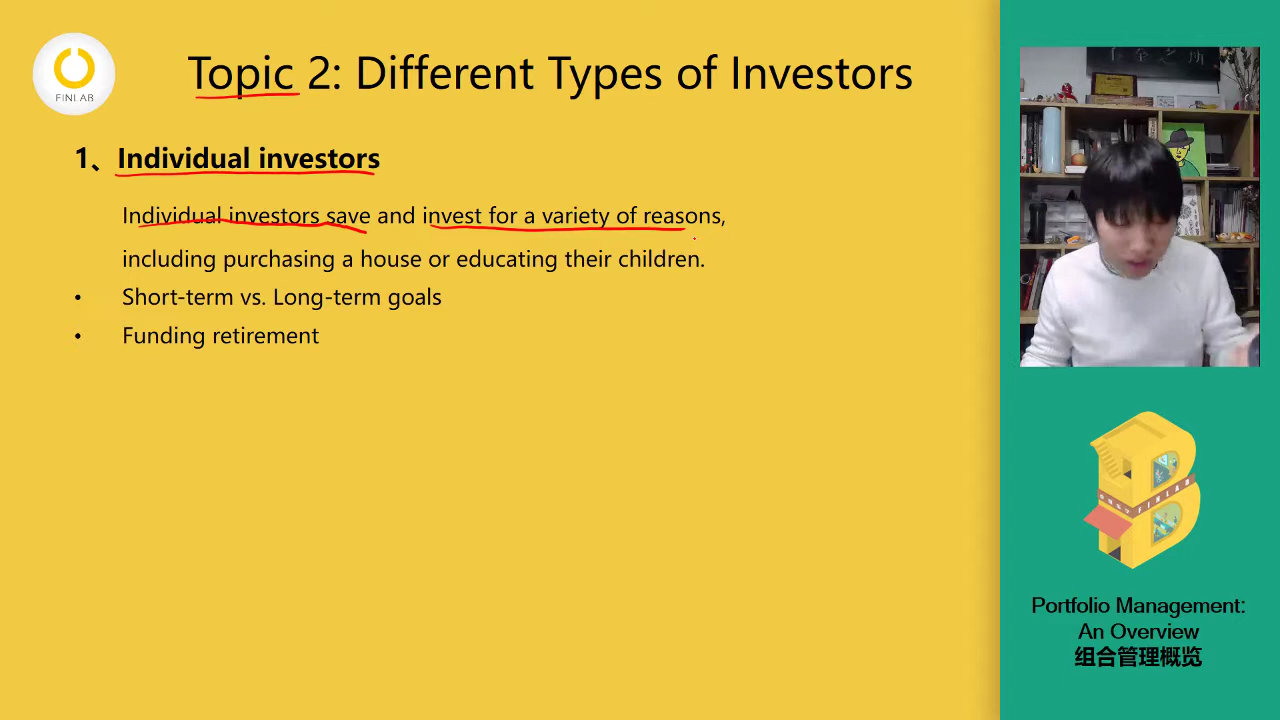 FINLAB
Topic 2: Different Types of Investors
1、Individual investors
Individual investors save and invest for a variety of reasons,
including purchasing a house or educating their children.
• Short-term vs. Long-term goals
• Funding retirement
FINLAB
Portfolio Management:
An Overview
组合管理概览